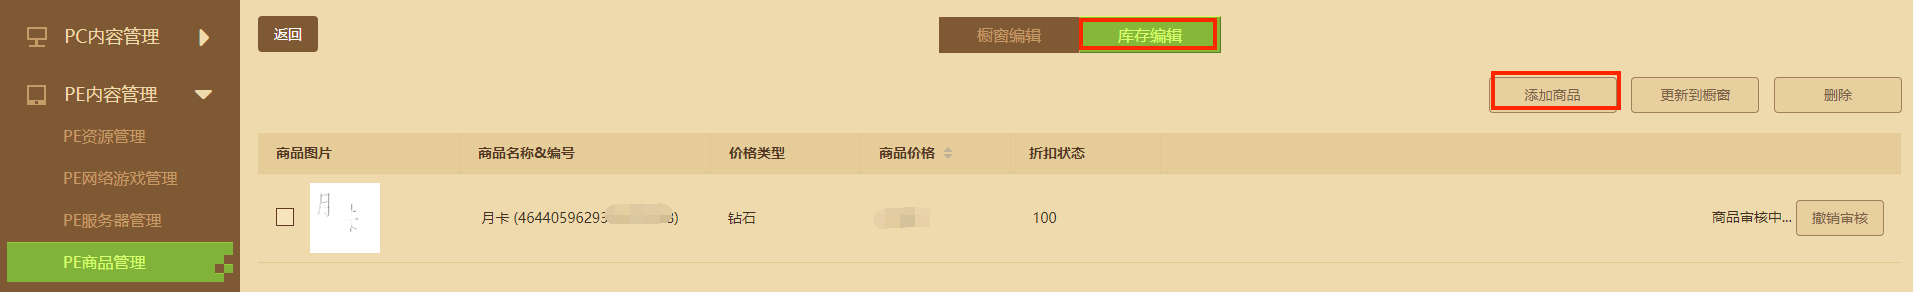 PC内容管理
PE内容管理
PE资源管理
PE网络游戏管理
PE服务器管理
PE商品管理
返回
橱窗编辑
库存编辑
添加商品
更新到橱窗
删除
商品图片
商品名称&编号
价格类型
商品价格
折扣状态
月
月卡 (46440596293 8)
钻石
100
商品审核中...
撤销审核